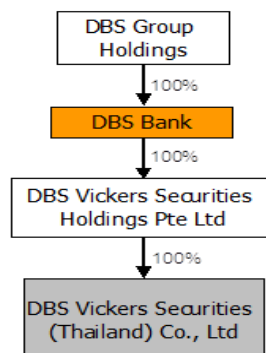 DBS Group
Holdings
100%
DBS Bank
100%
DBS Vickers Securities
Holdings Pte Ltd
100%
DBS Vickers Securities
(Thailand) Co., Ltd